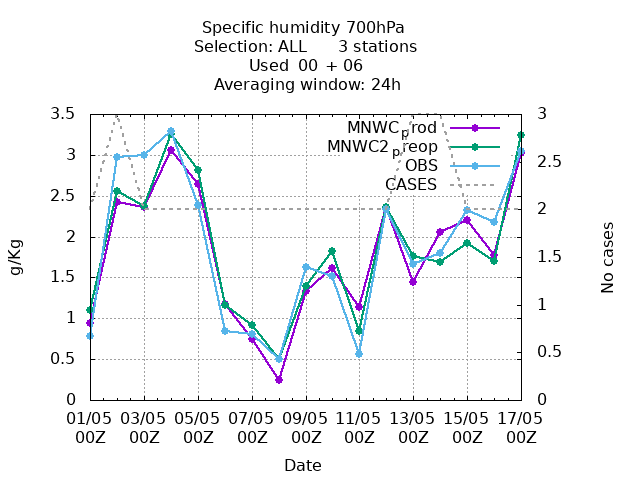 Specific humidity 700hPa
Selection: ALL 3 stations
Used 00 + 06
Averaging window: 24h
MNWC_prod
MNWC2_preop
OBS
CASES
3.5
3
2.5
2
1.5
1
0.5
0
3
2.5
2
1.5
1
0.5
0
g/Kg
No cases
01/05 03/05 05/05 07/05 09/05 11/05 13/05 15/05 17/05
00Z 00Z 00Z 00Z 00Z 00Z 00Z 00Z 00Z
Date